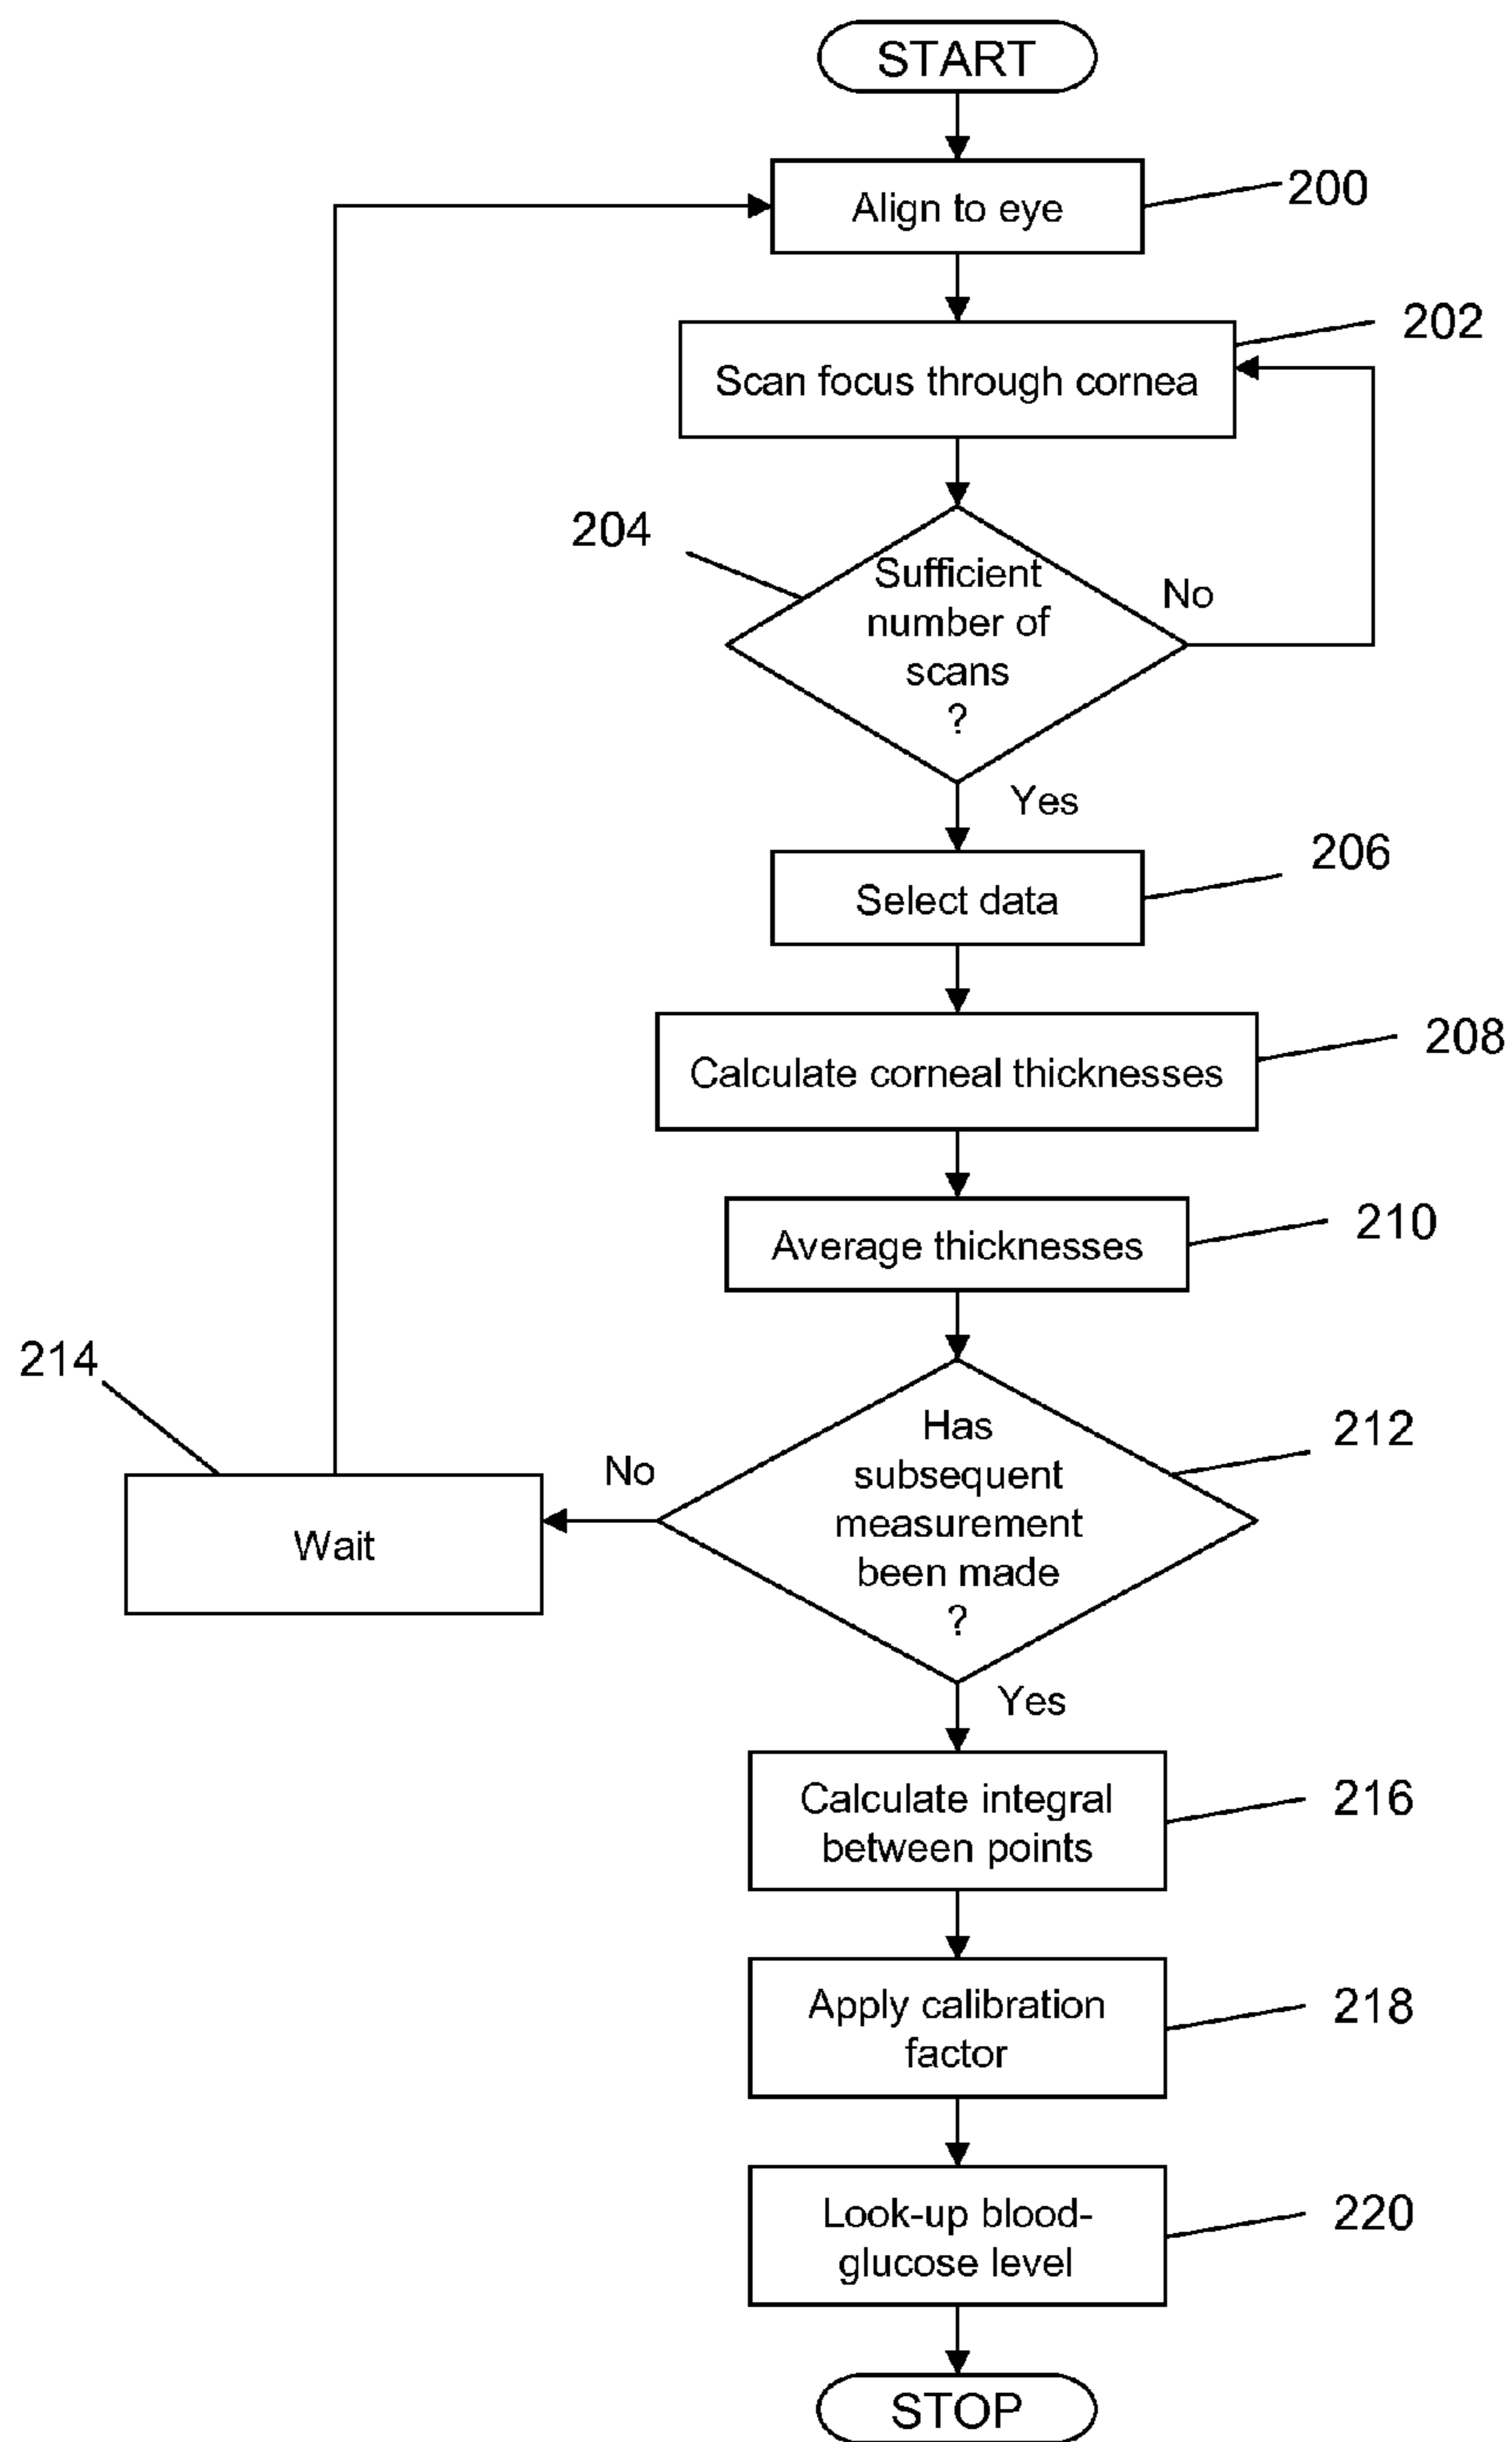 START
Align to eye
200
Scan focus through cornea
202
204
Sufficient
number of
scans
?
No
Yes
Select data
206
Calculate corneal thicknesses
208
Average thicknesses
210
214
Wait
No
Has
subsequent
measurement
been made
?
212
Yes
Calculate integral
between points
216
Apply calibration
factor
218
Look-up blood-
glucose level
220
STOP